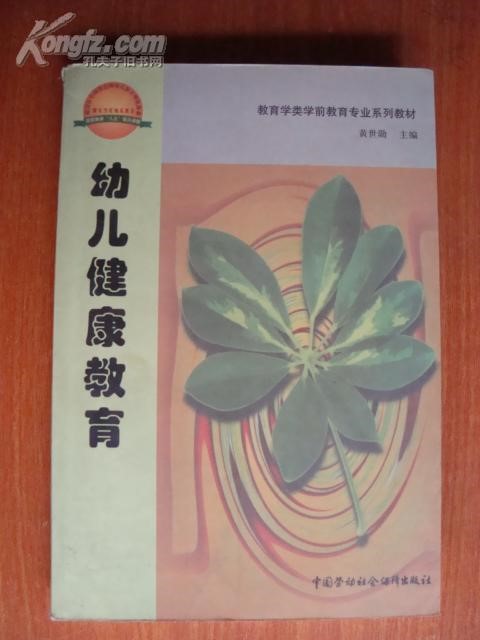 Kongfz.com
孔夫子旧书网
教育学类学前教育专业系列教材
黄世勋 主编
幼儿健康教育
中国劳动社会保障出版社